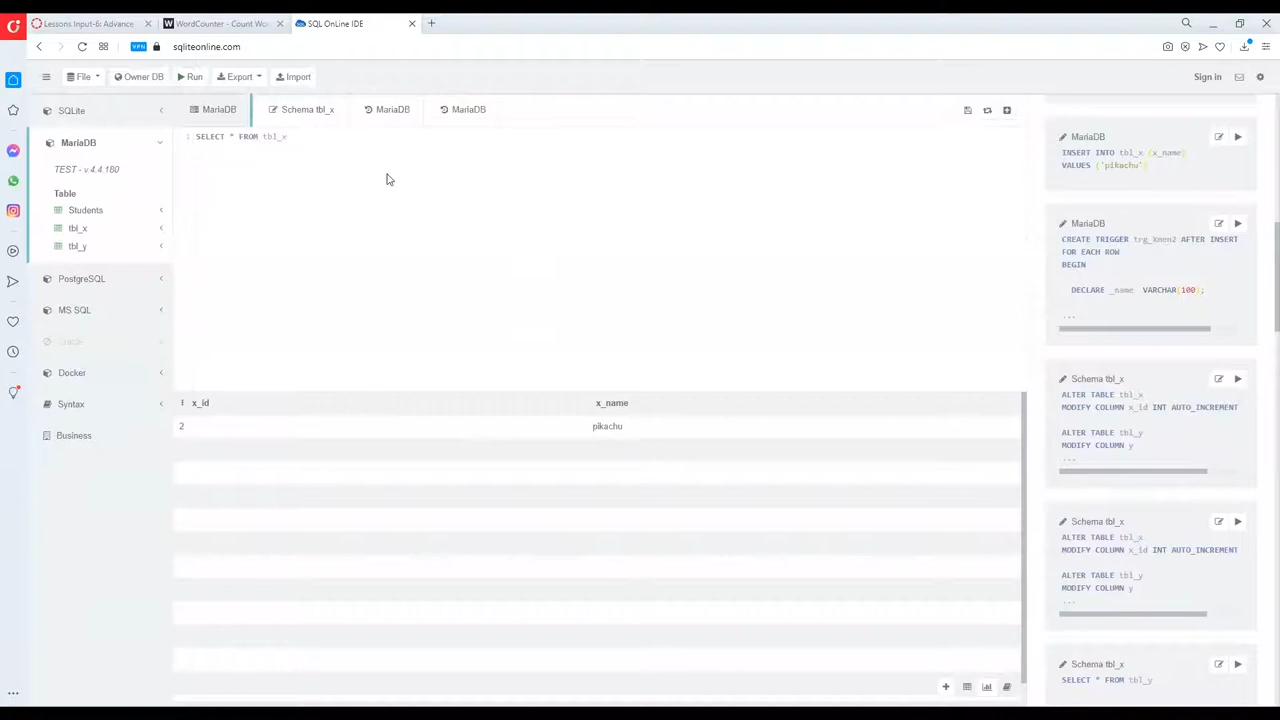 Lessons Input-6: Advance
WordCounter - Count Wo
SQL Online IDE
VPN
sqliteonline.com
File
Owner DB
Run
Export
Import
Sign in
SQLite
MariaDB
TEST - v.4.4.180
Table
Students
tbl_x
tbl_y
PostgreSQL
MS SQL
Docker
Syntax
Business
MariaDB
Schema tbl_x
MariaDB
MariaDB
1 SELECT * FROM tbl_x
x_id x_name
2 pikachu
MariaDB
INSERT INTO tbl_x (x_name)
VALUES ('pikachu')
MariaDB
CREATE TRIGGER trg_Xmen2 AFTER INSERT
FOR EACH ROW
BEGIN
DECLARE _name VARCHAR(100);
...
Schema tbl_x
ALTER TABLE tbl_x
MODIFY COLUMN x_id INT AUTO_INCREMENT
ALTER TABLE tbl_y
MODIFY COLUMN y
...
Schema tbl_x
ALTER TABLE tbl_x
MODIFY COLUMN x_id INT AUTO_INCREMENT
ALTER TABLE tbl_y
MODIFY COLUMN y
...
Schema tbl_x
SELECT * FROM tbl_y